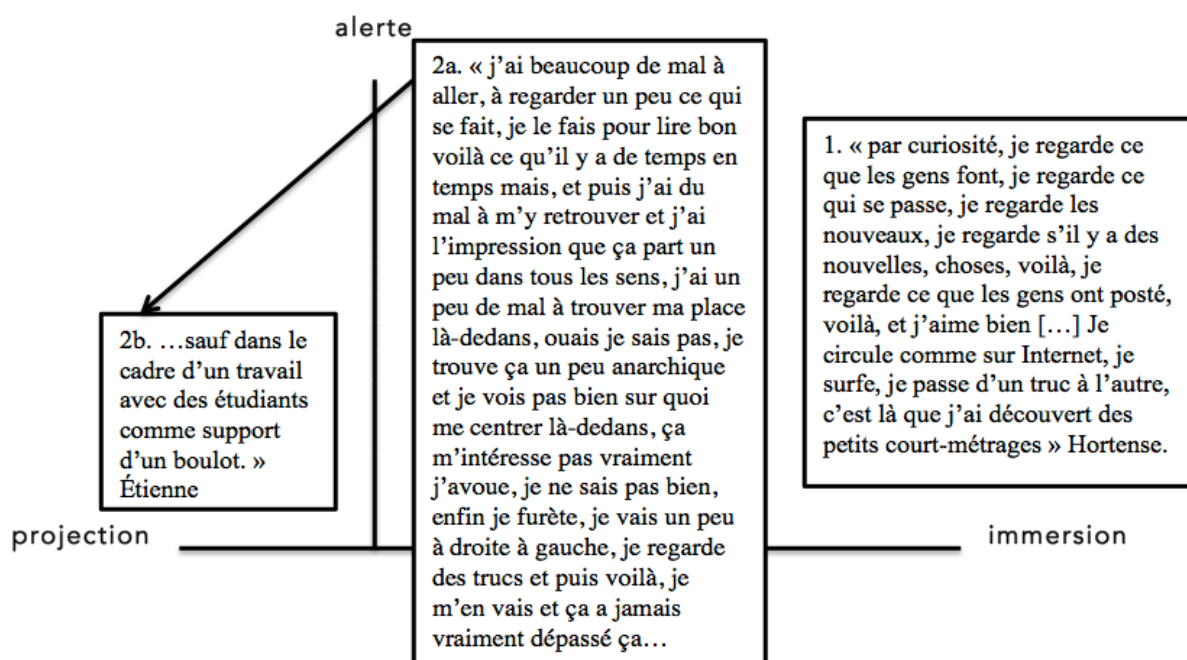 alerte
2a. « j’ai beaucoup de mal à
aller, à regarder un peu ce qui
se fait, je le fais pour lire bon
voilà ce qu’il y a de temps en
temps mais, et puis j’ai du
mal à m’y retrouver et j’ai
l’impression que ça part un
peu dans tous les sens, j’ai un
peu de mal à trouver ma place
là-dedans, ouais je sais pas, je
trouve ça un peu anarchique
et je vois pas bien sur quoi
me centrer là-dedans, ça
m’intéresse pas vraiment
j’avoue, je ne sais pas bien,
enfin je furète, je vais un peu
à droite à gauche, je regarde
des trucs et puis voilà, je
m’en vais et ça a jamais
vraiment dépassé ça…
1. « par curiosité, je regarde ce
que les gens font, je regarde ce
qui se passe, je regarde les
nouveaux, je regarde s’il y a des
nouvelles, choses, voilà, je
regarde ce que les gens ont posté,
voilà, et j’aime bien […] Je
circule comme sur Internet, je
surfe, je passe d’un truc à l’autre,
c’est là que j’ai découvert des
petits court-métrages » Hortense.
2b. …sauf dans le
cadre d’un travail
avec des étudiants
comme support
d’un boulot. »
Étienne
projection
immersion